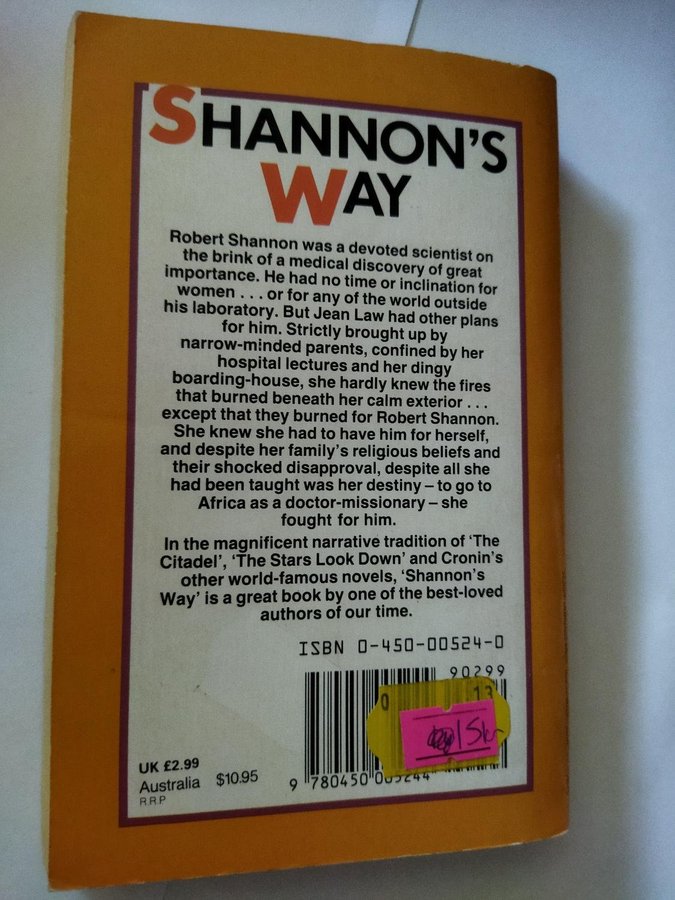 SHANNON'S
WAY
Robert Shannon was a devoted scientist on
the brink of a medical discovery of great
importance. He had no time or inclination for
women . . . or for any of the world outside
his laboratory. But Jean Law had other plans
for him. Strictly brought up by
narrow-minded parents, confined by her
hospital lectures and her dingy
boarding-house, she hardly knew the fires
that burned beneath her calm exterior . . .
except that they burned for Robert Shannon.
She knew she had to have him for herself,
and despite her family's religious beliefs and
their shocked disapproval, despite all she
had been taught was her destiny – to go to
Africa as a doctor-missionary – she
fought for him.
In the magnificent narrative tradition of 'The
Citadel', 'The Stars Look Down' and Cronin's
other world-famous novels, 'Shannon's
Way' is a great book by one of the best-loved
authors of our time.
ISBN 0-450-00524-0
90299
0 13
15kr
UK £2.99
Australia $10.95
R.R.P
9 780450 005244